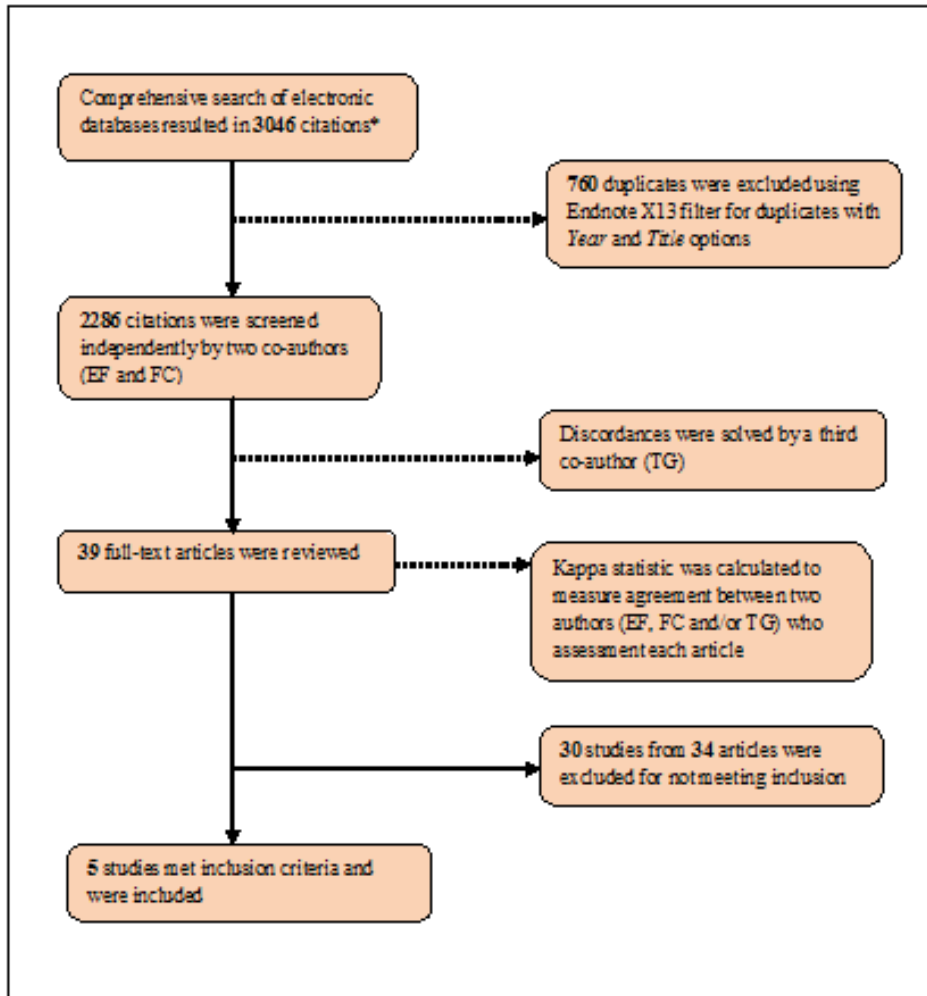 Comprehensive search of electronic
databases resulted in 3046 citations*
760 duplicates were excluded using
Endnote X13 filter for duplicates with
Year and Title options
2286 citations were screened
independently by two co-authors
(EF and FC)
Discordances were solved by a third
co-author (TG)
39 full-text articles were reviewed
Kappa statistic was calculated to
measure agreement between two
authors (EF, FC and/or TG) who
assessment each article
30 studies from 34 articles were
excluded for not meeting inclusion
5 studies met inclusion criteria and
were included